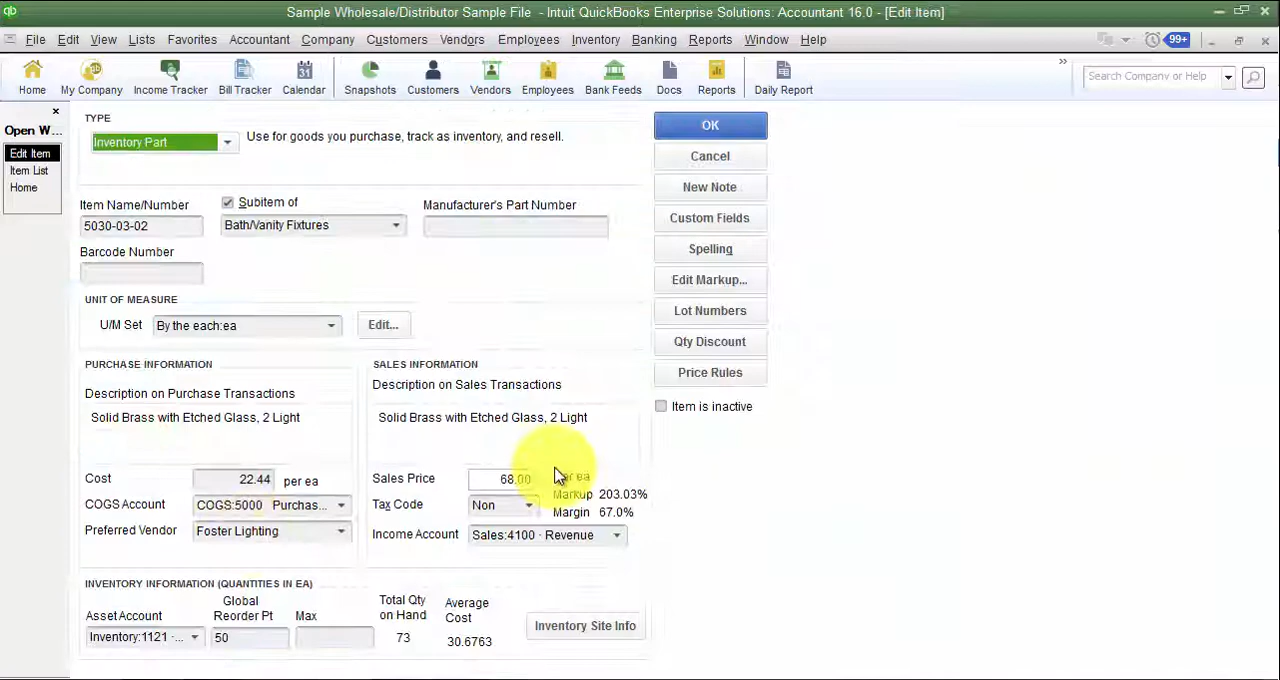 Sample Wholesale/Distributor Sample File - Intuit QuickBooks Enterprise Solutions: Accountant 16.0 - [Edit Item]
File Edit View Lists Favorites Accountant Company Customers Vendors Employees Inventory Banking Reports Window Help
99+
Home My Company Income Tracker Bill Tracker Calendar Snapshots Customers Vendors Employees Bank Feeds Docs Reports Daily Report
Search Company or Help
Open W...
Edit Item
Item List
Home
TYPE
Inventory Part
Use for goods you purchase, track as inventory, and resell.
Item Name/Number
Subitem of
Manufacturer's Part Number
5030-03-02
Bath/Vanity Fixtures
Barcode Number
UNIT OF MEASURE
U/M Set
By the each:ea
Edit...
PURCHASE INFORMATION
Description on Purchase Transactions
Solid Brass with Etched Glass, 2 Light
Cost
22.44
per ea
COGS Account
COGS:5000 Purchas...
Preferred Vendor
Foster Lighting
SALES INFORMATION
Description on Sales Transactions
Solid Brass with Etched Glass, 2 Light
Sales Price
68.00
per ea
Markup 203.03%
Tax Code
Non
Margin 67.0%
Income Account
Sales:4100 · Revenue
INVENTORY INFORMATION (QUANTITIES IN EA)
Asset Account
Inventory:1121 ·...
Global
Reorder Pt
50
Max
Total Qty
on Hand
73
Average
Cost
30.6763
Inventory Site Info
OK
Cancel
New Note
Custom Fields
Spelling
Edit Markup...
Lot Numbers
Qty Discount
Price Rules
Item is inactive